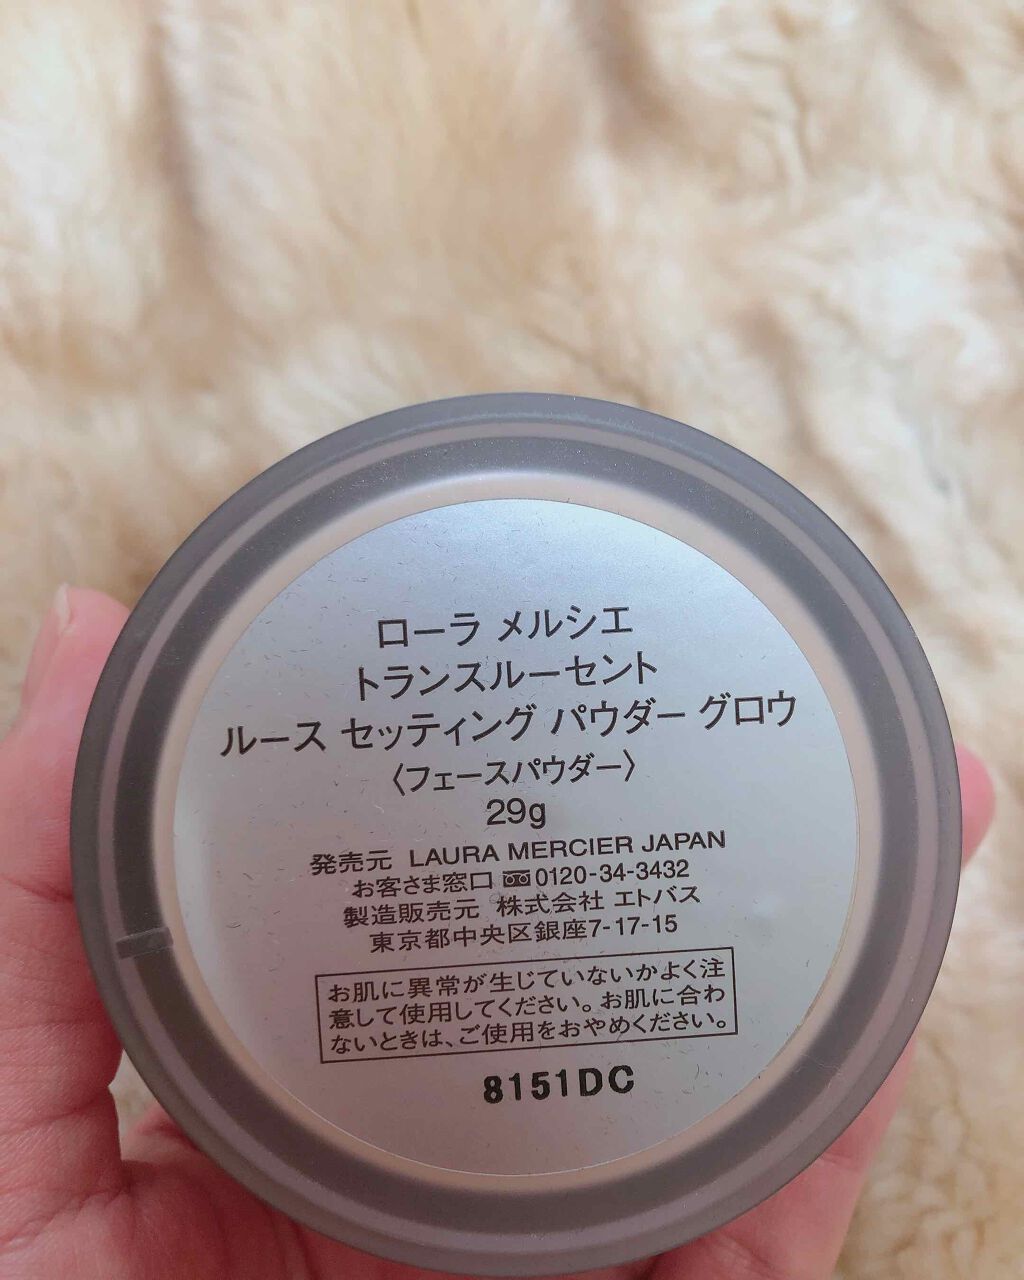 ローラ メルシエ
トランスルーセント
ルース セッティング パウダー グロウ
〈フェースパウダー〉
29g
発売元 LAURA MERCIER JAPAN
お客さま窓口 0120-34-3432
製造販売元 株式会社 エトバス
東京都中央区銀座7-17-15
お肌に異常が生じていないかよく注
意して使用してください。お肌に合わ
ないときは、ご使用をおやめください。
8151DC